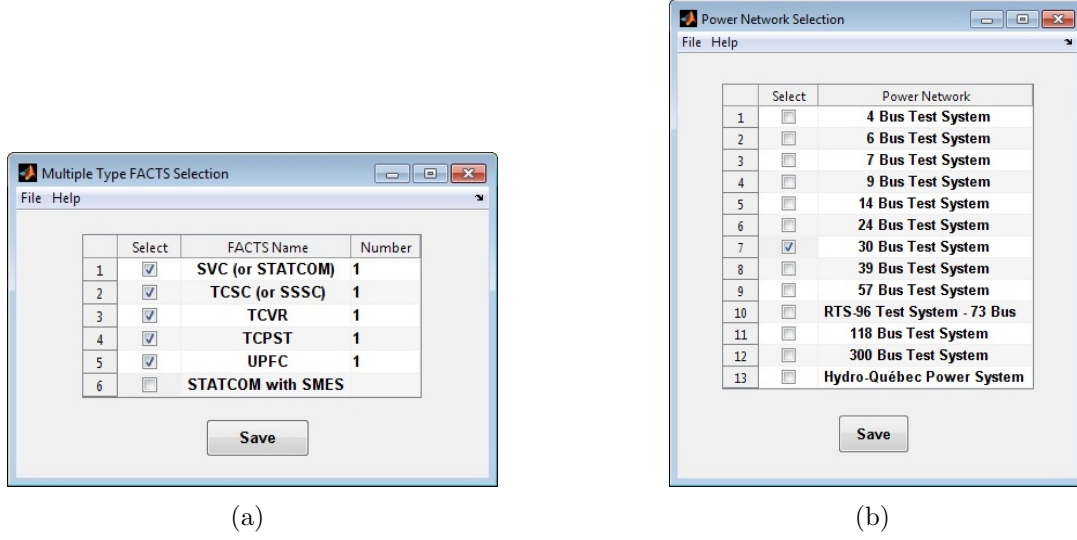 Multiple Type FACTS Selection
File Help
Select FACTS Name Number
1 SVC (or STATCOM) 1
2 TCSC (or SSSC) 1
3 TCVR 1
4 TCPST 1
5 UPFC 1
6 STATCOM with SMES
Save
(a)
Power Network Selection
File Help
Select Power Network
1 4 Bus Test System
2 6 Bus Test System
3 7 Bus Test System
4 9 Bus Test System
5 14 Bus Test System
6 24 Bus Test System
7 30 Bus Test System
8 39 Bus Test System
9 57 Bus Test System
10 RTS-96 Test System - 73 Bus
11 118 Bus Test System
12 300 Bus Test System
13 Hydro-Québec Power System
Save
(b)